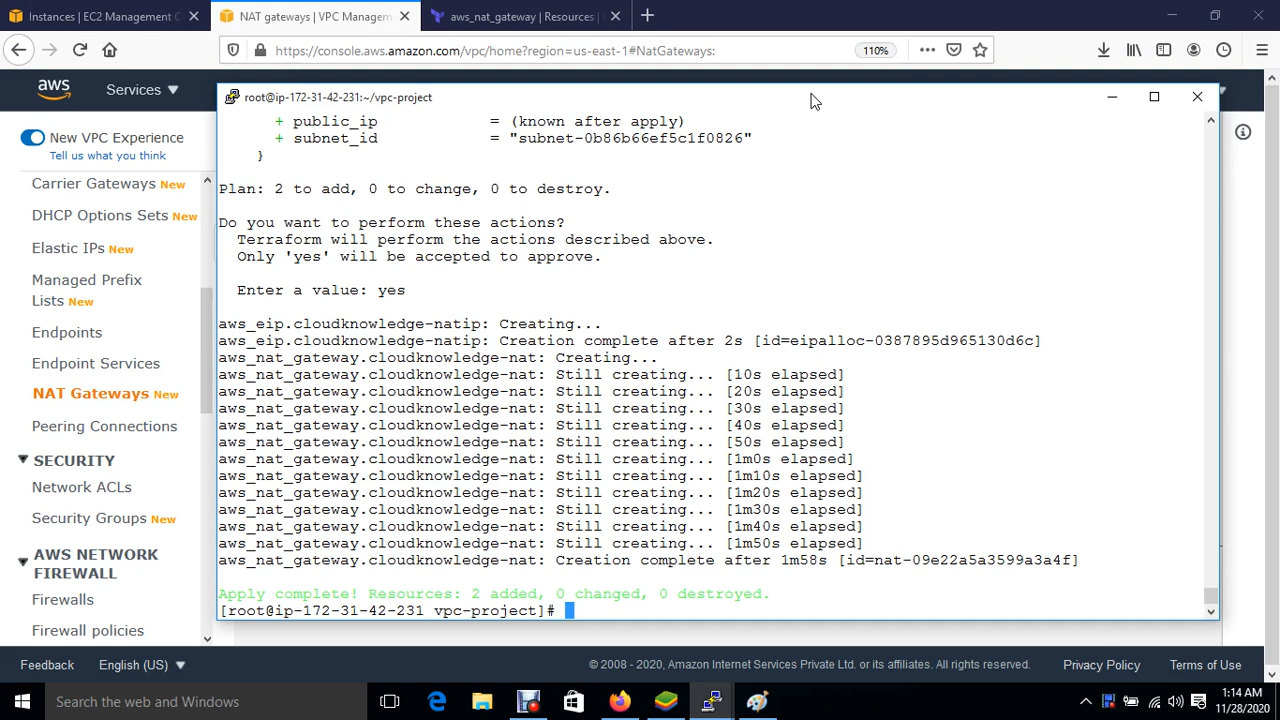 Instances | EC2 Management C
NAT gateways | VPC Managem
aws_nat_gateway | Resources |
https://console.aws.amazon.com/vpc/home?region=us-east-1#NatGateways:
110%
aws
Services
New VPC Experience
Tell us what you think
Carrier Gateways New
DHCP Options Sets New
Elastic IPs New
Managed Prefix
Lists New
Endpoints
Endpoint Services
NAT Gateways New
Peering Connections
SECURITY
Network ACLs
Security Groups New
AWS NETWORK
FIREWALL
Firewalls
Firewall policies
root@ip-172-31-42-231:~/vpc-project
+ public_ip = (known after apply)
+ subnet_id = "subnet-0b86b66ef5c1f0826"
}
Plan: 2 to add, 0 to change, 0 to destroy.
Do you want to perform these actions?
Terraform will perform the actions described above.
Only 'yes' will be accepted to approve.
Enter a value: yes
aws_eip.cloudknowledge-natip: Creating...
aws_eip.cloudknowledge-natip: Creation complete after 2s [id=eipalloc-0387895d965130d6c]
aws_nat_gateway.cloudknowledge-nat: Creating...
aws_nat_gateway.cloudknowledge-nat: Still creating... [10s elapsed]
aws_nat_gateway.cloudknowledge-nat: Still creating... [20s elapsed]
aws_nat_gateway.cloudknowledge-nat: Still creating... [30s elapsed]
aws_nat_gateway.cloudknowledge-nat: Still creating... [40s elapsed]
aws_nat_gateway.cloudknowledge-nat: Still creating... [50s elapsed]
aws_nat_gateway.cloudknowledge-nat: Still creating... [1m0s elapsed]
aws_nat_gateway.cloudknowledge-nat: Still creating... [1m10s elapsed]
aws_nat_gateway.cloudknowledge-nat: Still creating... [1m20s elapsed]
aws_nat_gateway.cloudknowledge-nat: Still creating... [1m30s elapsed]
aws_nat_gateway.cloudknowledge-nat: Still creating... [1m40s elapsed]
aws_nat_gateway.cloudknowledge-nat: Still creating... [1m50s elapsed]
aws_nat_gateway.cloudknowledge-nat: Creation complete after 1m58s [id=nat-09e22a5a3599a3a4f]
Apply complete! Resources: 2 added, 0 changed, 0 destroyed.
[root@ip-172-31-42-231 vpc-project]#
Feedback
English (US)
© 2008 - 2020, Amazon Internet Services Private Ltd. or its affiliates. All rights reserved.
Privacy Policy
Terms of Use
Search the web and Windows
1:14 AM
11/28/2020